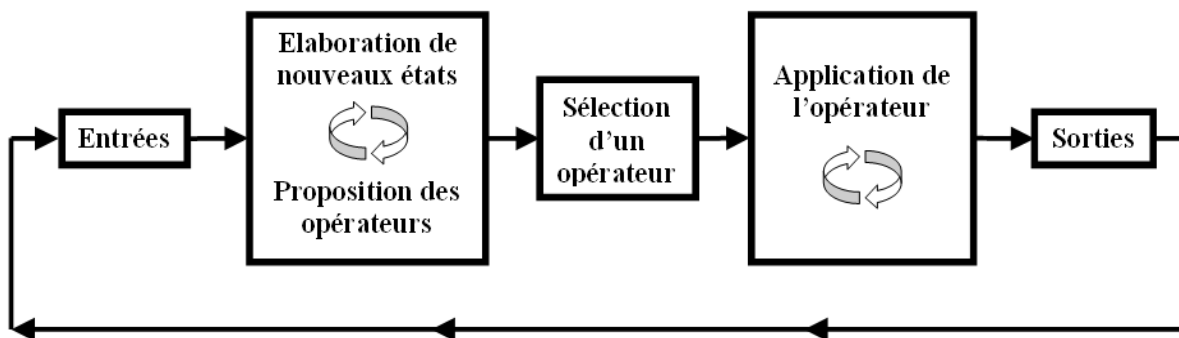 Entrées
Elaboration de
nouveaux états
Proposition des
opérateurs
Sélection
d’un
opérateur
Application de
l’opérateur
Sorties